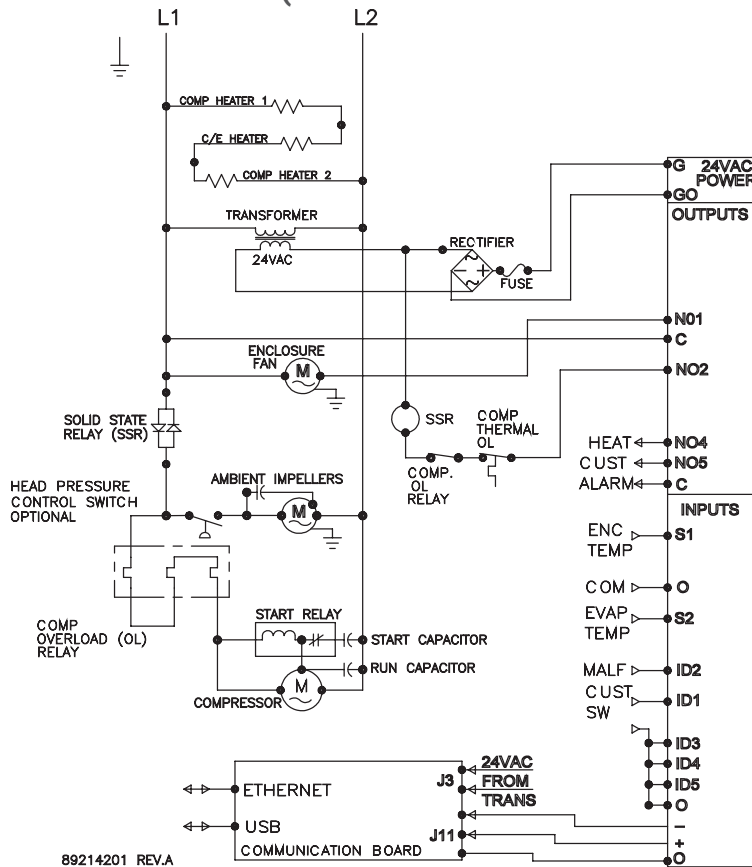 L1
L2
COMP HEATER 1
C/E HEATER
COMP HEATER 2
TRANSFORMER
24VAC
RECTIFIER
− +
FUSE
G
24VAC
POWER
GO
OUTPUTS
N01
C
NO2
ENCLOSURE
FAN
M
SOLID STATE
RELAY (SSR)
SSR
COMP
THERMAL
OL
COMP.
OL
RELAY
HEAT
NO4
CUST
NO5
ALARM
C
HEAD PRESSURE
CONTROL SWITCH
OPTIONAL
AMBIENT IMPELLERS
M
INPUTS
ENC
TEMP
S1
COM
O
EVAP
TEMP
S2
COMP
OVERLOAD (OL)
RELAY
START RELAY
START CAPACITOR
RUN CAPACITOR
M
COMPRESSOR
MALF
ID2
CUST
SW
ID1
ID3
ID4
ID5
O
ETHERNET
USB
COMMUNICATION BOARD
J3
J11
24VAC
FROM
TRANS
−
+
O
89214201 REV.A